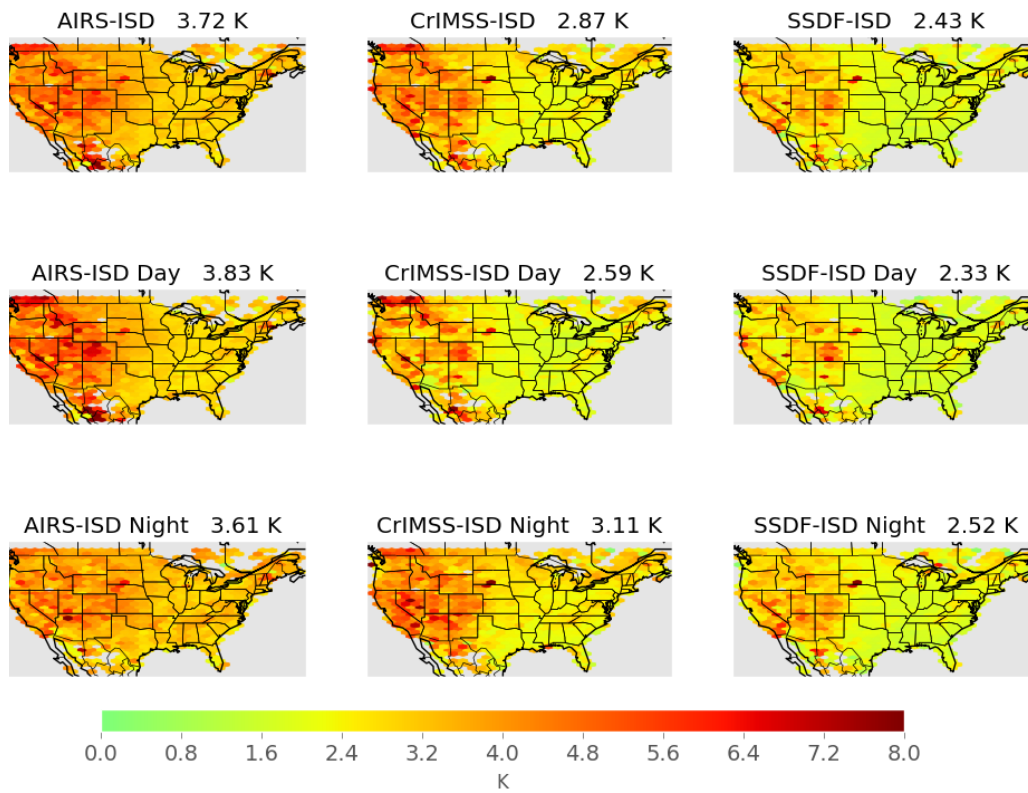 AIRS-ISD 3.72 K
CrIMSS-ISD 2.87 K
SSDF-ISD 2.43 K
AIRS-ISD Day 3.83 K
CrIMSS-ISD Day 2.59 K
SSDF-ISD Day 2.33 K
AIRS-ISD Night 3.61 K
CrIMSS-ISD Night 3.11 K
SSDF-ISD Night 2.52 K
0.0 0.8 1.6 2.4 3.2 4.0 4.8 5.6 6.4 7.2 8.0
K